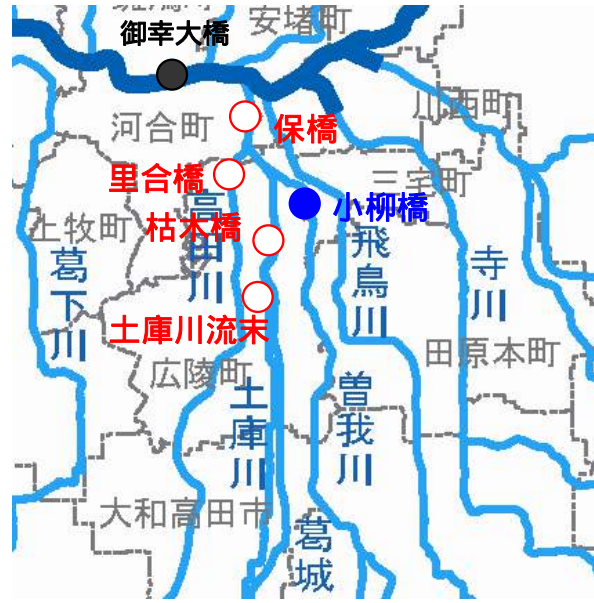 安堵町
御幸大橋
川西町
河合町
保橋
里合橋
三宅町
小柳橋
高田川
枯木橋
上牧町
飛鳥川
寺川
葛下川
土庫川流末
田原本町
広陵町
土庫川
曽我川
大和高田市
葛城